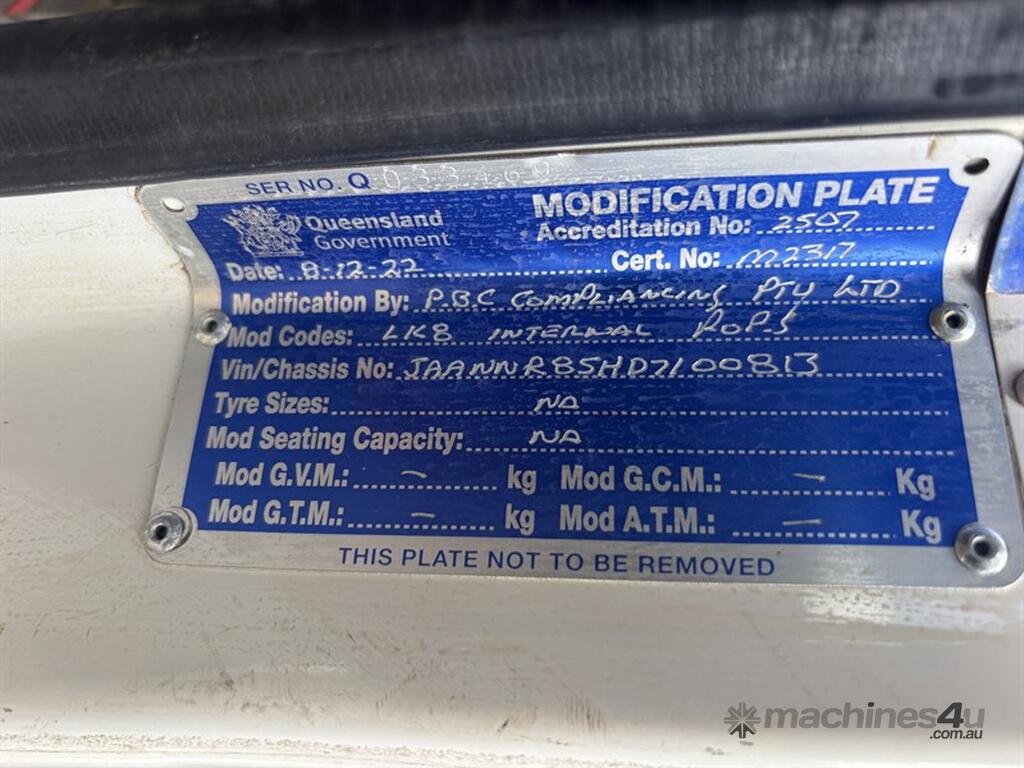 SER NO. Q 033469
Queensland Government
MODIFICATION PLATE
Accreditation No: 2507
Date: 8-12-22 Cert. No: M2317
Modification By: P.B.C COMPLIANCING PTY LTD
Mod Codes: LK8 INTERNAL ROPS
Vin/Chassis No: JAANNR85HD7100813
Tyre Sizes: NA
Mod Seating Capacity: NA
Mod G.V.M.: – kg Mod G.C.M.: – Kg
Mod G.T.M.: – kg Mod A.T.M.: – Kg
THIS PLATE NOT TO BE REMOVED
machines4u
.com.au